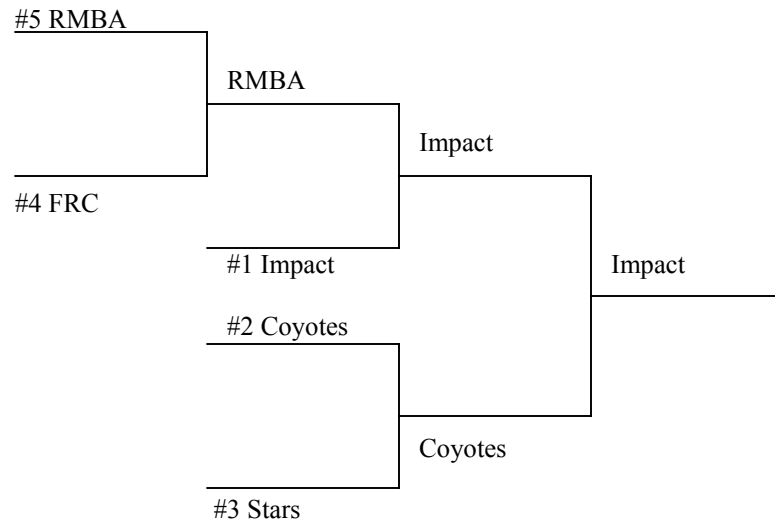 #5 RMBA
RMBA
Impact
#4 FRC
#1 Impact
Impact
#2 Coyotes
Coyotes
#3 Stars